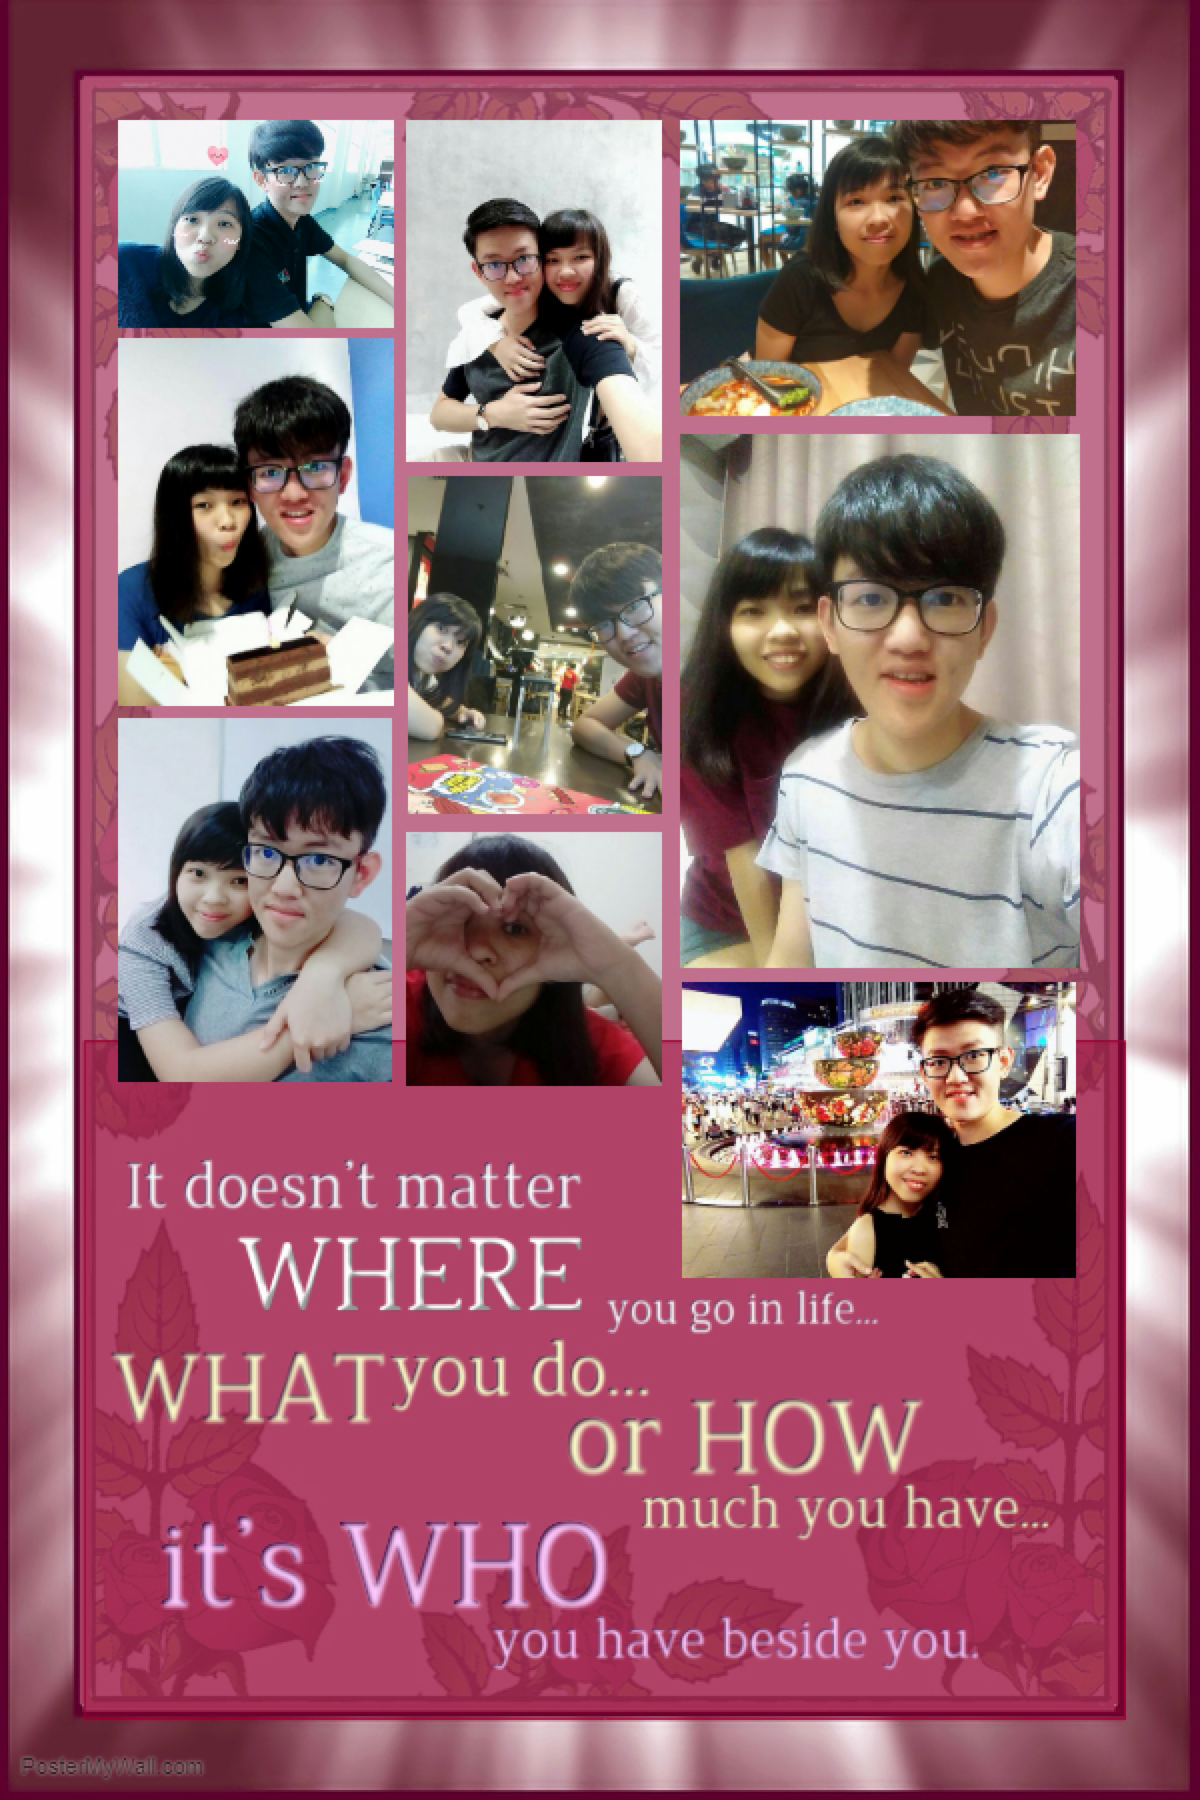 It doesn't matter
WHERE
you go in life...
WHAT you do...
or HOW
much you have...
it's WHO
you have beside you.
PosterMyWall.com